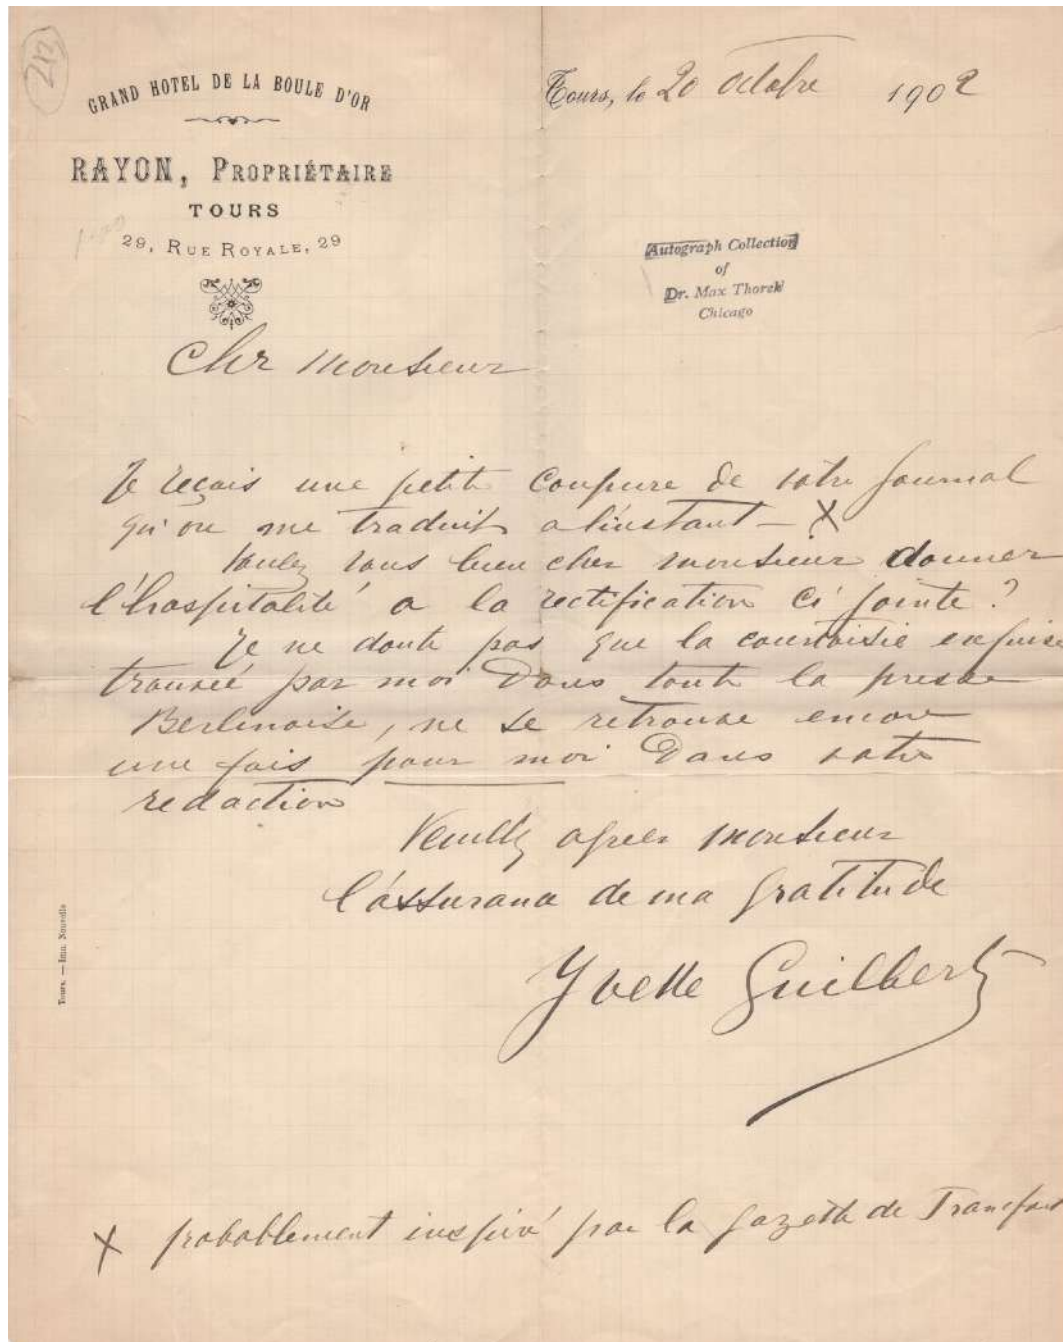 212
GRAND HOTEL DE LA BOULE D'OR
RAYON, PROPRIÉTAIRE
TOURS
29, RUE ROYALE, 29
Tours, le 20 octobre 1902
Autograph Collection
of
Dr. Max Thorek
Chicago
Cher monsieur
Je reçois une petite coupure de votre journal
qu'on me traduit a l'instant - X
Voulez vous bien cher monsieur donner
l'hospitalité a la rectification ci jointe ?
Je ne doute pas que la courtoisie exquise
trouvée par moi Dans toute la presse
Berlinoise, ne se retrouve encore
une fois pour moi Dans votre
redaction
Veuillez agréer monsieur
l'assurance de ma gratitude
Yvette Guilbert
Tours. — Imp. Nouvelle
X probablement inspiré par la gazette de Francfort